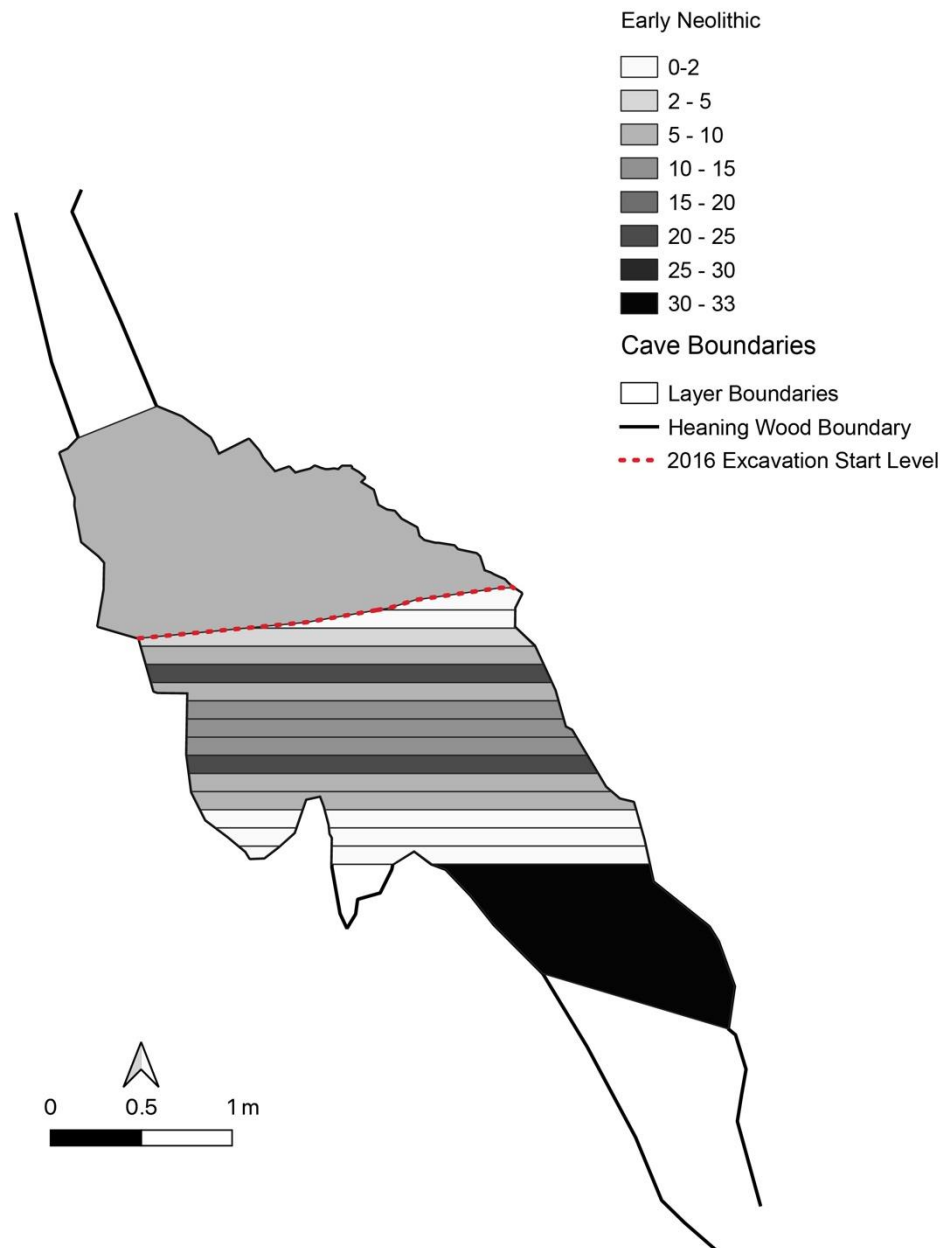 Early Neolithic
0-2
2 - 5
5 - 10
10 - 15
15 - 20
20 - 25
25 - 30
30 - 33
Cave Boundaries
Layer Boundaries
Heaning Wood Boundary
2016 Excavation Start Level
0 0.5 1 m